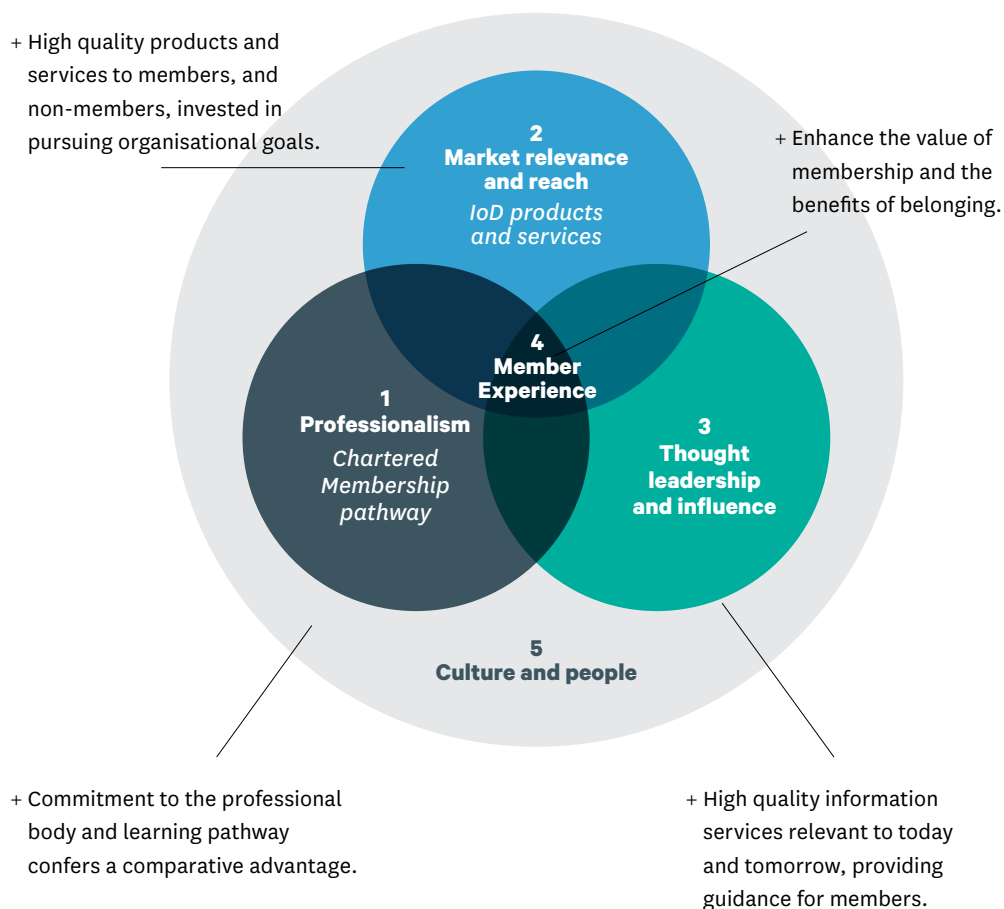 + High quality products and
services to members, and
non-members, invested in
pursuing organisational goals.
2
Market relevance
and reach
IoD products
and services
+ Enhance the value of
membership and the
benefits of belonging.
4
Member
Experience
1
Professionalism
Chartered
Membership
pathway
3
Thought
leadership
and influence
5
Culture and people
+ Commitment to the professional
body and learning pathway
confers a comparative advantage.
+ High quality information
services relevant to today
and tomorrow, providing
guidance for members.